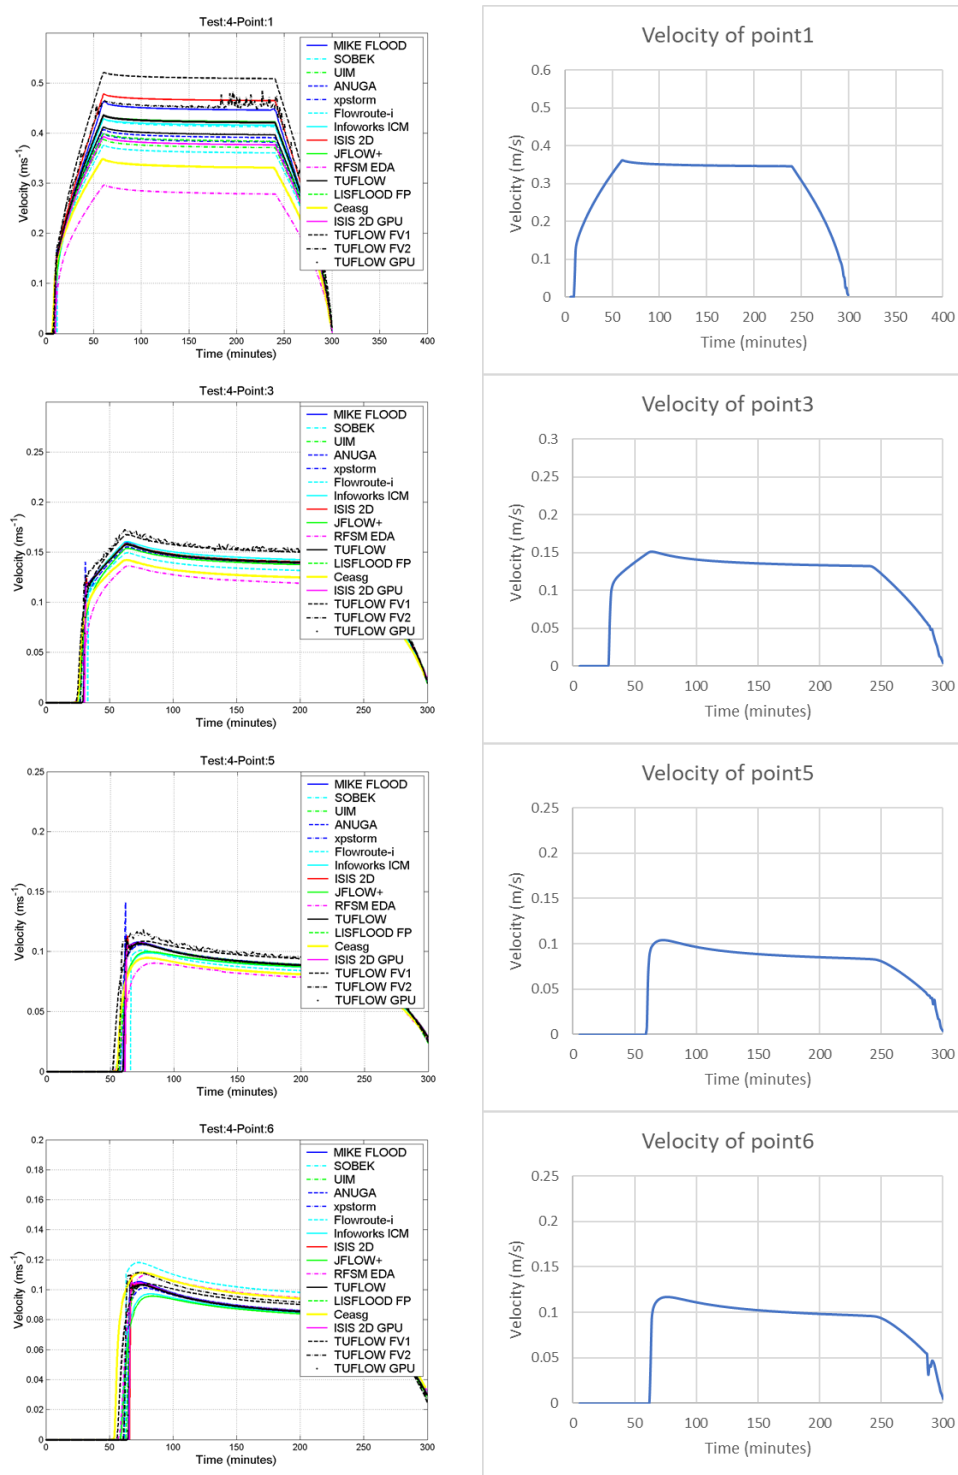 Test:4-Point:1
0.5
0.4
0.3
0.2
0.1
0
0
50
100
150
200
250
300
350
400
Velocity (ms⁻¹)
Time (minutes)
MIKE FLOOD
SOBEK
UIM
ANUGA
xpstorm
Flowroute-i
Infoworks ICM
ISIS 2D
JFLOW+
RFSM EDA
TUFLOW
LISFLOOD FP
Ceasg
ISIS 2D GPU
TUFLOW FV1
TUFLOW FV2
TUFLOW GPU
Velocity of point1
0.6
0.5
0.4
0.3
0.2
0.1
0
0
50
100
150
200
250
300
350
400
Velocity (m/s)
Time (minutes)
Test:4-Point:3
0.25
0.2
0.15
0.1
0.05
0
0
50
100
150
200
250
300
Velocity (ms⁻¹)
Time (minutes)
MIKE FLOOD
SOBEK
UIM
ANUGA
xpstorm
Flowroute-i
Infoworks ICM
ISIS 2D
JFLOW+
RFSM EDA
TUFLOW
LISFLOOD FP
Ceasg
ISIS 2D GPU
TUFLOW FV1
TUFLOW FV2
TUFLOW GPU
Velocity of point3
0.3
0.25
0.2
0.15
0.1
0.05
0
0
50
100
150
200
250
300
Velocity (m/s)
Time (minutes)
Test:4-Point:5
0.25
0.2
0.15
0.1
0.05
0
0
50
100
150
200
250
300
Velocity (ms⁻¹)
Time (minutes)
MIKE FLOOD
SOBEK
UIM
ANUGA
xpstorm
Flowroute-i
Infoworks ICM
ISIS 2D
JFLOW+
RFSM EDA
TUFLOW
LISFLOOD FP
Ceasg
ISIS 2D GPU
TUFLOW FV1
TUFLOW FV2
TUFLOW GPU
Velocity of point5
0.25
0.2
0.15
0.1
0.05
0
0
50
100
150
200
250
300
Velocity (m/s)
Time (minutes)
Test:4-Point:6
0.2
0.18
0.16
0.14
0.12
0.1
0.08
0.06
0.04
0.02
0
0
50
100
150
200
250
300
Velocity (ms⁻¹)
Time (minutes)
MIKE FLOOD
SOBEK
UIM
ANUGA
xpstorm
Flowroute-i
Infoworks ICM
ISIS 2D
JFLOW+
RFSM EDA
TUFLOW
LISFLOOD FP
Ceasg
ISIS 2D GPU
TUFLOW FV1
TUFLOW FV2
TUFLOW GPU
Velocity of point6
0.25
0.2
0.15
0.1
0.05
0
0
50
100
150
200
250
300
Velocity (m/s)
Time (minutes)